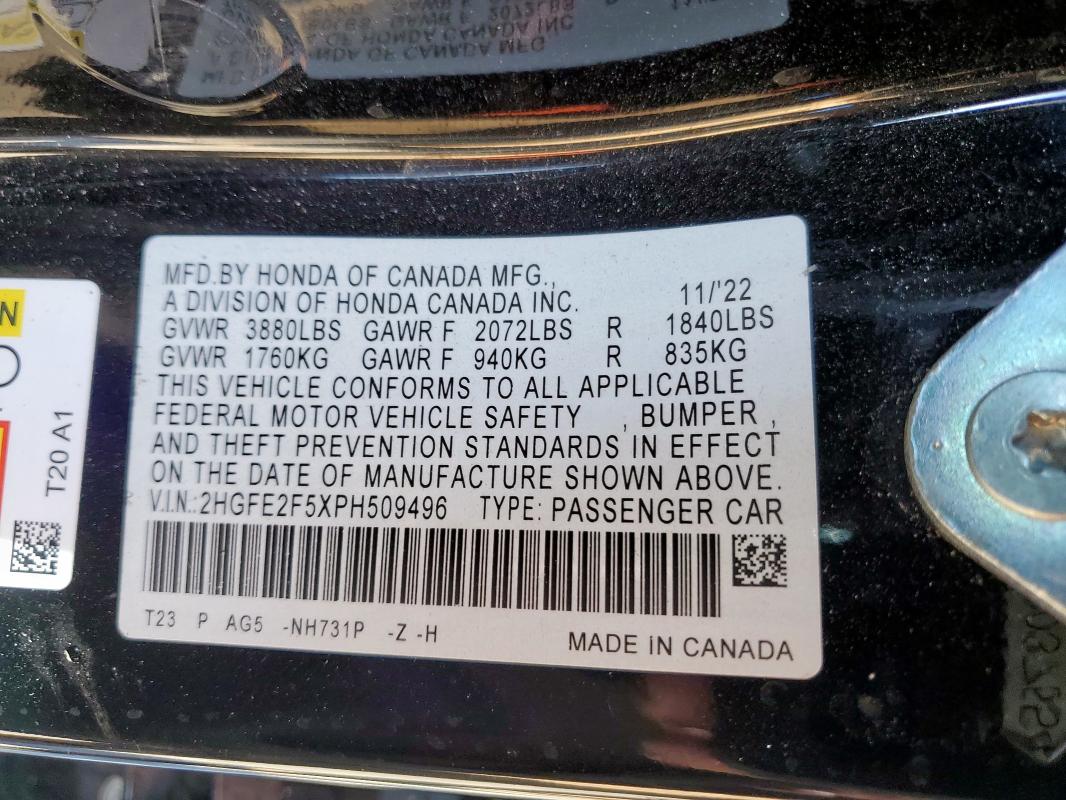 MFD.BY HONDA OF CANADA MFG.,
A DIVISION OF HONDA CANADA INC. 11/'22
GVWR 3880LBS GAWR F 2072LBS R 1840LBS
GVWR 1760KG GAWR F 940KG R 835KG
THIS VEHICLE CONFORMS TO ALL APPLICABLE
FEDERAL MOTOR VEHICLE SAFETY , BUMPER ,
AND THEFT PREVENTION STANDARDS IN EFFECT
ON THE DATE OF MANUFACTURE SHOWN ABOVE.
V.I.N.:2HGFE2F5XPH509496 TYPE: PASSENGER CAR
T23 P AG5 -NH731P -Z -H
MADE iN CANADA
T20 A1